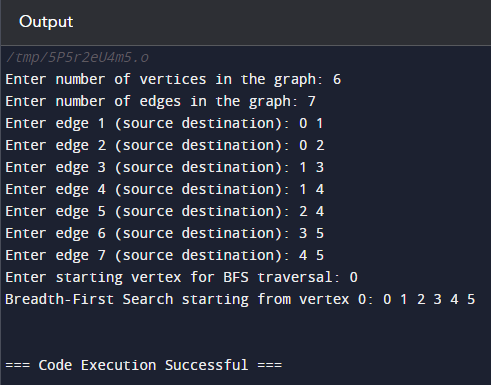 Output
/tmp/5P5r2eU4m5.o
Enter number of vertices in the graph: 6
Enter number of edges in the graph: 7
Enter edge 1 (source destination): 0 1
Enter edge 2 (source destination): 0 2
Enter edge 3 (source destination): 1 3
Enter edge 4 (source destination): 1 4
Enter edge 5 (source destination): 2 4
Enter edge 6 (source destination): 3 5
Enter edge 7 (source destination): 4 5
Enter starting vertex for BFS traversal: 0
Breadth-First Search starting from vertex 0: 0 1 2 3 4 5
=== Code Execution Successful ===